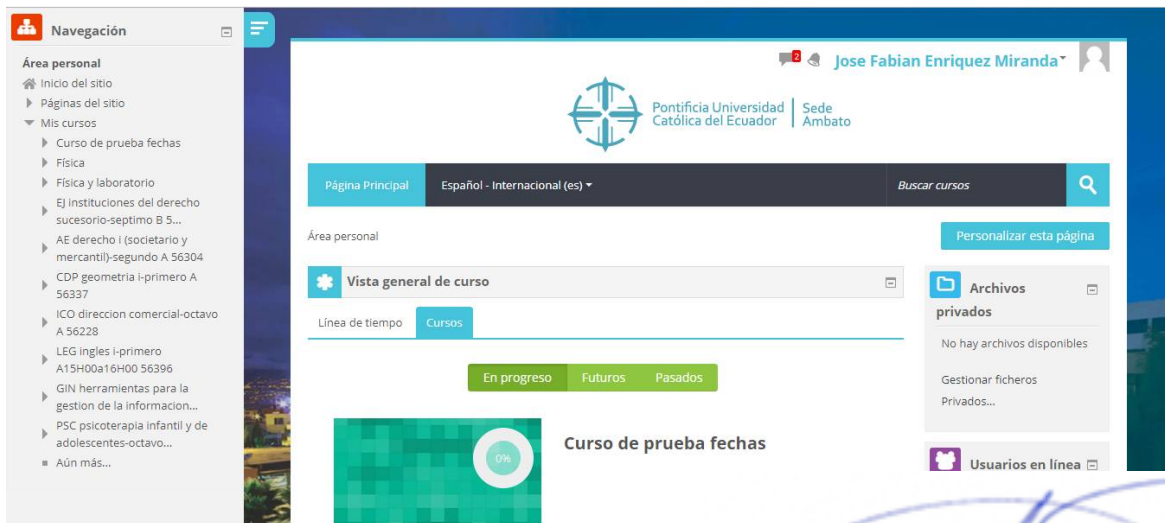 Navegación
Área personal
Inicio del sitio
Páginas del sitio
Mis cursos
Curso de prueba fechas
Física
Física y laboratorio
EJ instituciones del derecho
sucesorio-septimo B 5...
AE derecho i (societario y
mercantil)-segundo A 56304
CDP geometria i-primero A
56337
ICO direccion comercial-octavo
A 56228
LEG ingles i-primero
A15H00a16H00 56396
GIN herramientas para la
gestion de la informacion...
PSC psicoterapia infantil y de
adolescentes-octavo...
Aún más...
2
Jose Fabian Enriquez Miranda
Pontificia Universidad
Católica del Ecuador
Sede
Ambato
Página Principal
Español - Internacional (es)
Buscar cursos
Área personal
Personalizar esta página
Vista general de curso
Línea de tiempo
Cursos
En progreso
Futuros
Pasados
0%
Curso de prueba fechas
Archivos
privados
No hay archivos disponibles
Gestionar ficheros
Privados...
Usuarios en línea